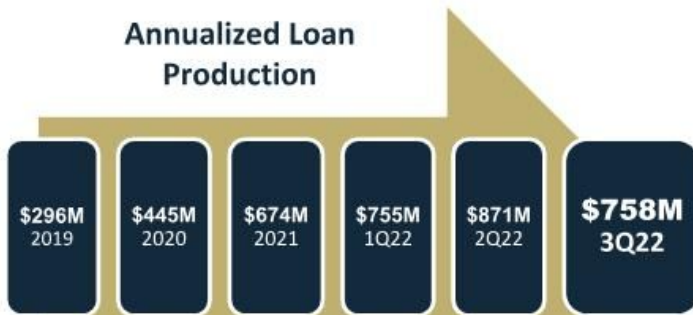 Annualized Loan
Production
$296M
2019
$445M
2020
$674M
2021
$755M
1Q22
$871M
2Q22
$758M
3Q22